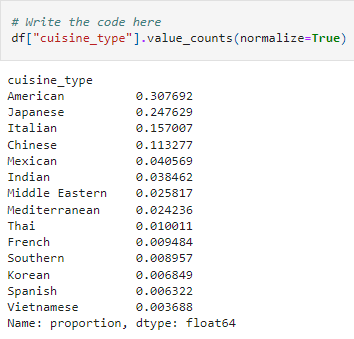 # Write the code here
df["cuisine_type"].value_counts(normalize=True)
cuisine_type
American 0.307692
Japanese 0.247629
Italian 0.157007
Chinese 0.113277
Mexican 0.040569
Indian 0.038462
Middle Eastern 0.025817
Mediterranean 0.024236
Thai 0.010011
French 0.009484
Southern 0.008957
Korean 0.006849
Spanish 0.006322
Vietnamese 0.003688
Name: proportion, dtype: float64